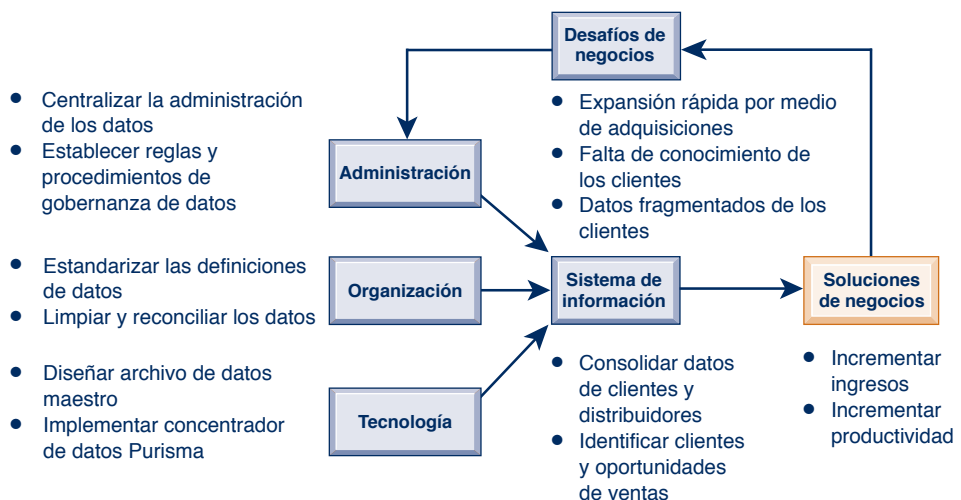 Desafíos de
negocios
● Centralizar la administración
de los datos
● Establecer reglas y
procedimientos de
gobernanza de datos
Administración
● Expansión rápida por medio
de adquisiciones
● Falta de conocimiento de
los clientes
● Datos fragmentados de los
clientes
● Estandarizar las definiciones
de datos
● Limpiar y reconciliar los datos
Organización
Sistema de
información
Soluciones
de negocios
● Diseñar archivo de datos
maestro
● Implementar concentrador
de datos Purisma
Tecnología
● Consolidar datos
de clientes y
distribuidores
● Identificar clientes
y oportunidades
de ventas
● Incrementar
ingresos
● Incrementar
productividad